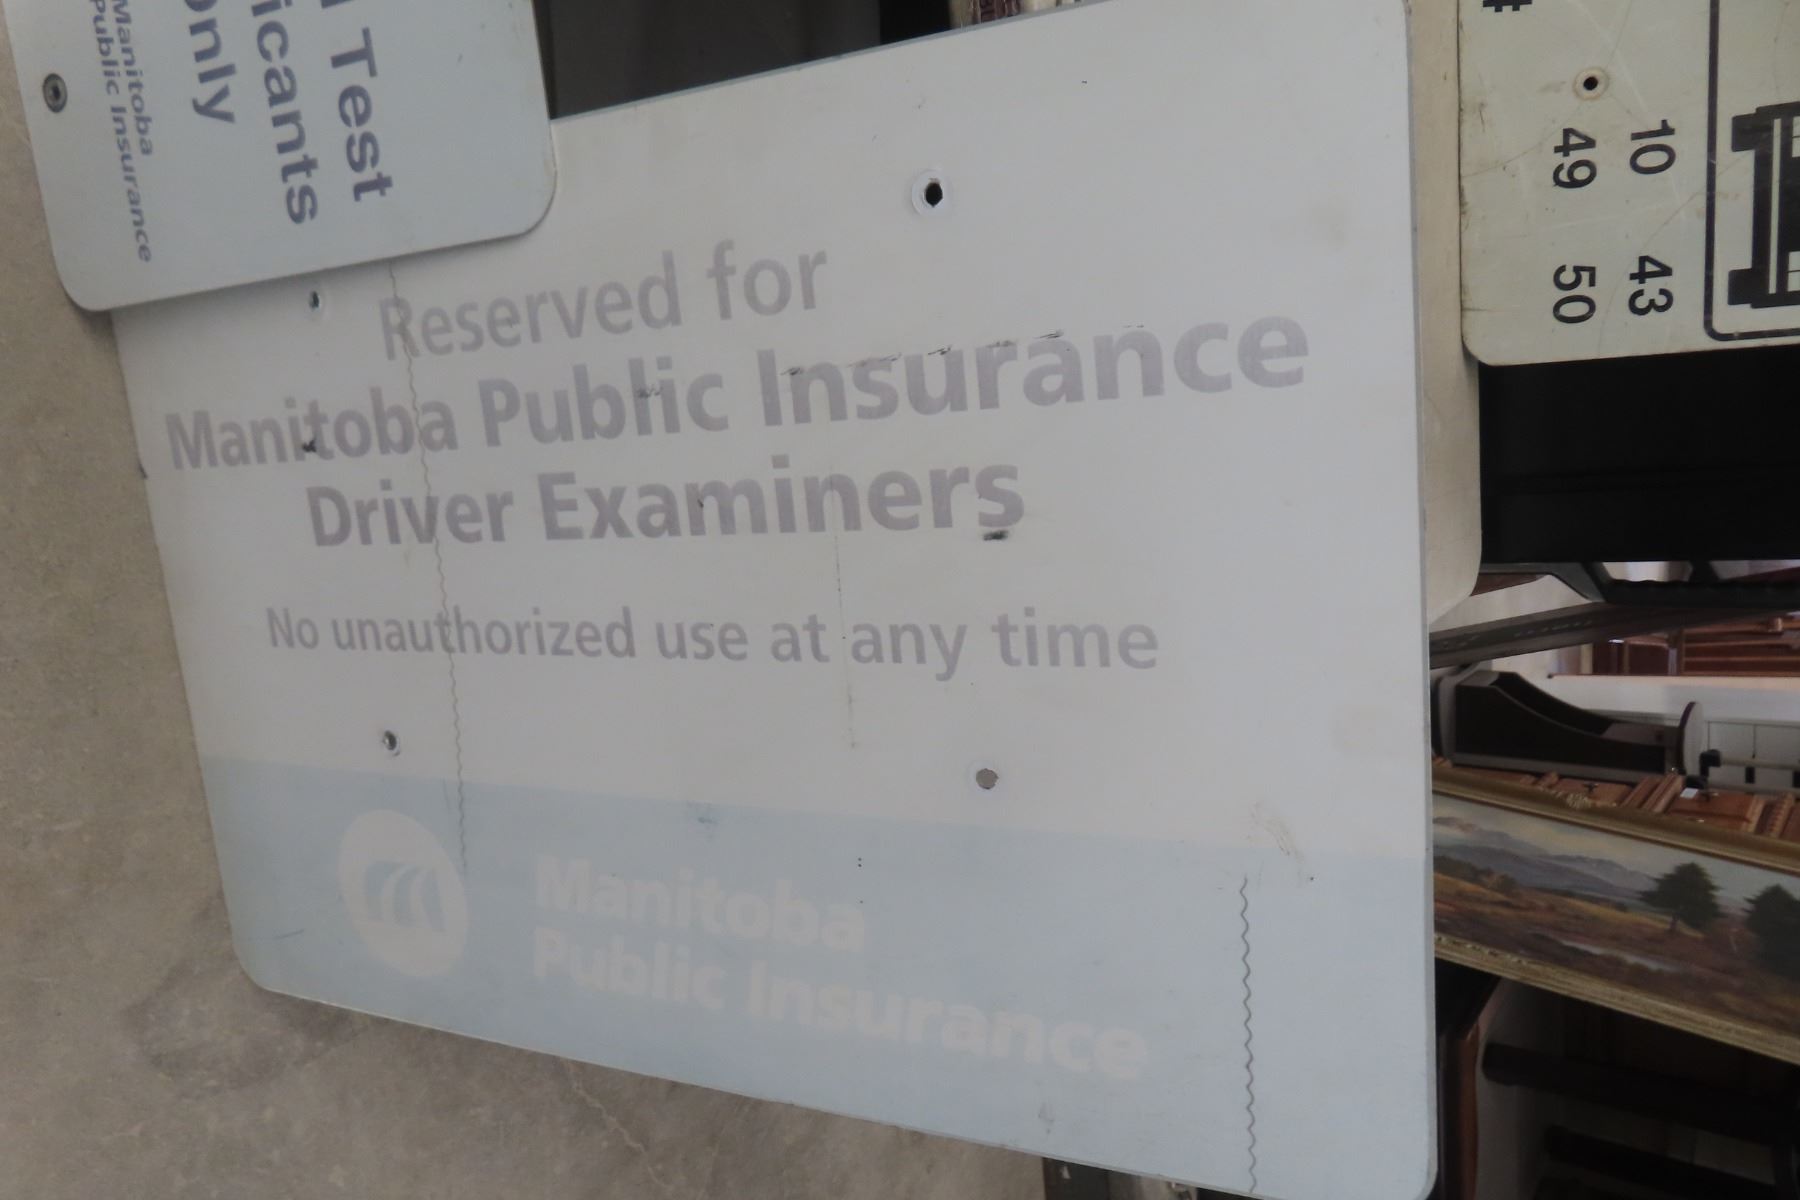 Test
icants
only
Manitoba
Public Insurance
Reserved for
Manitoba Public Insurance
Driver Examiners
No unauthorized use at any time
Manitoba
Public Insurance
#
10 43
49 50